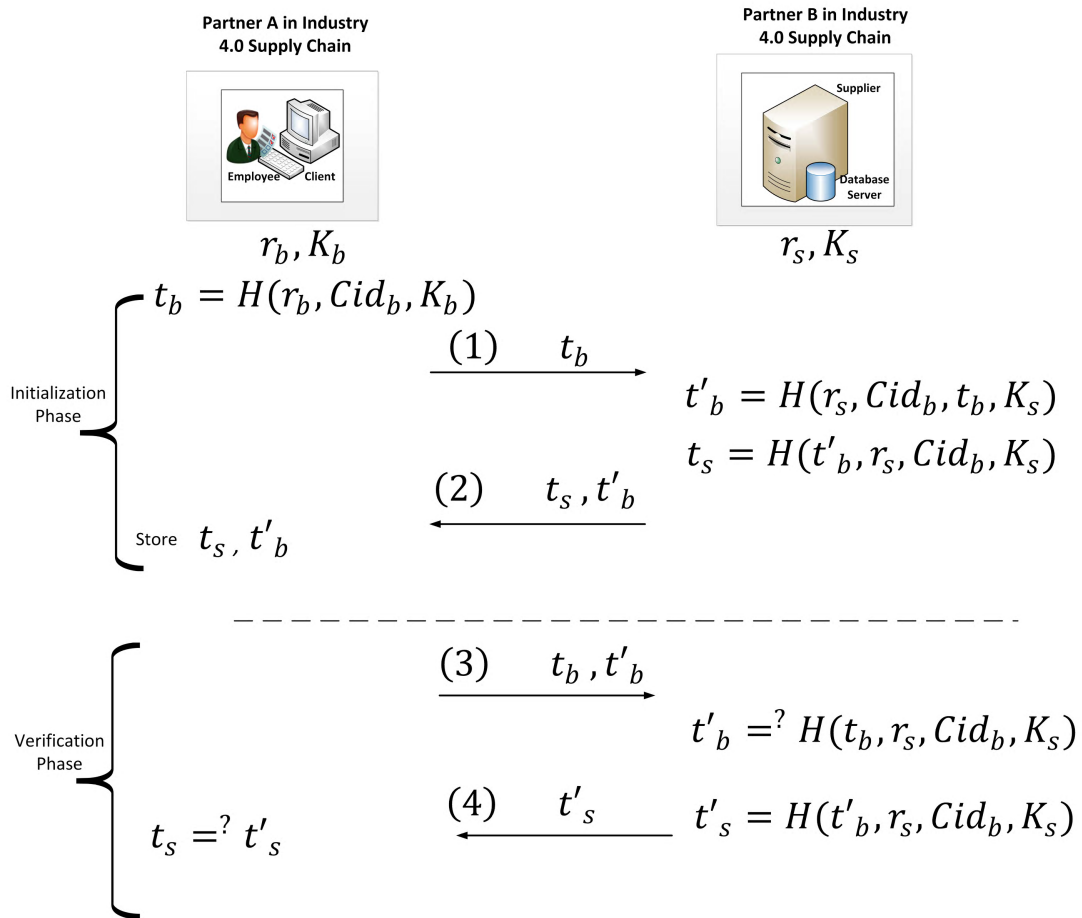 Partner A in Industry
4.0 Supply Chain
Partner B in Industry
4.0 Supply Chain
Employee
Client
Supplier
Database
Server
r_b, K_b
r_s, K_s
t_b = H(r_b, Cid_b, K_b)
(1) t_b
Initialization
Phase
t'_b = H(r_s, Cid_b, t_b, K_s)
t_s = H(t'_b, r_s, Cid_b, K_s)
(2) t_s , t'_b
Store t_s , t'_b
(3) t_b , t'_b
Verification
Phase
t'_b =? H(t_b, r_s, Cid_b, K_s)
(4) t'_s
t'_s = H(t'_b, r_s, Cid_b, K_s)
t_s =? t'_s